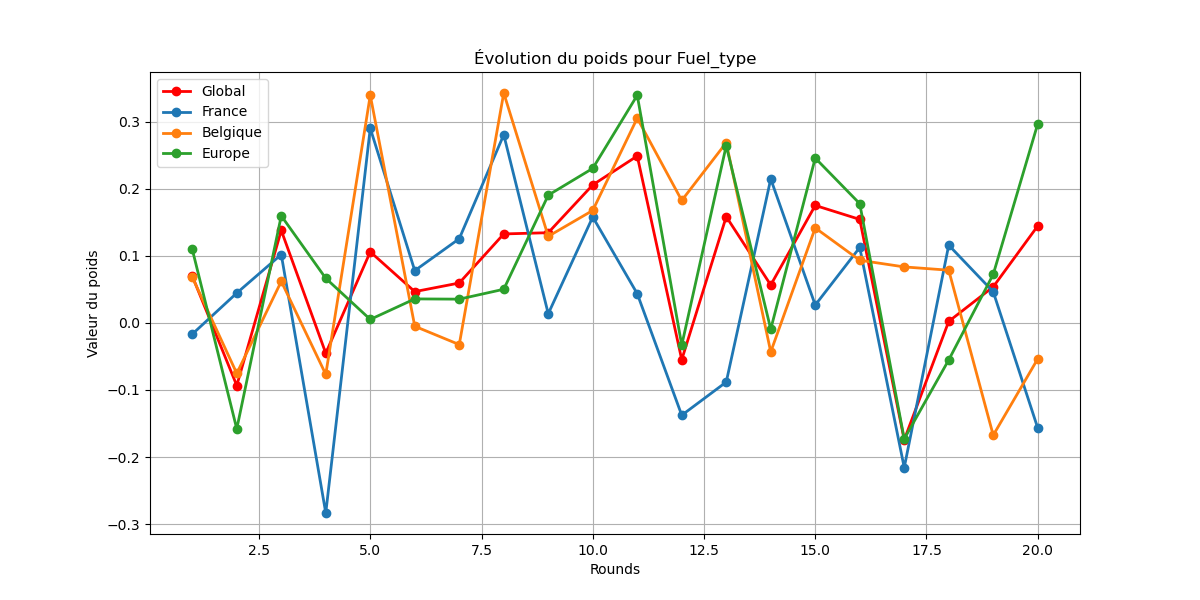 Évolution du poids pour Fuel_type
Global
France
Belgique
Europe
Valeur du poids
0.3
0.2
0.1
0.0
−0.1
−0.2
−0.3
2.5 5.0 7.5 10.0 12.5 15.0 17.5 20.0
Rounds